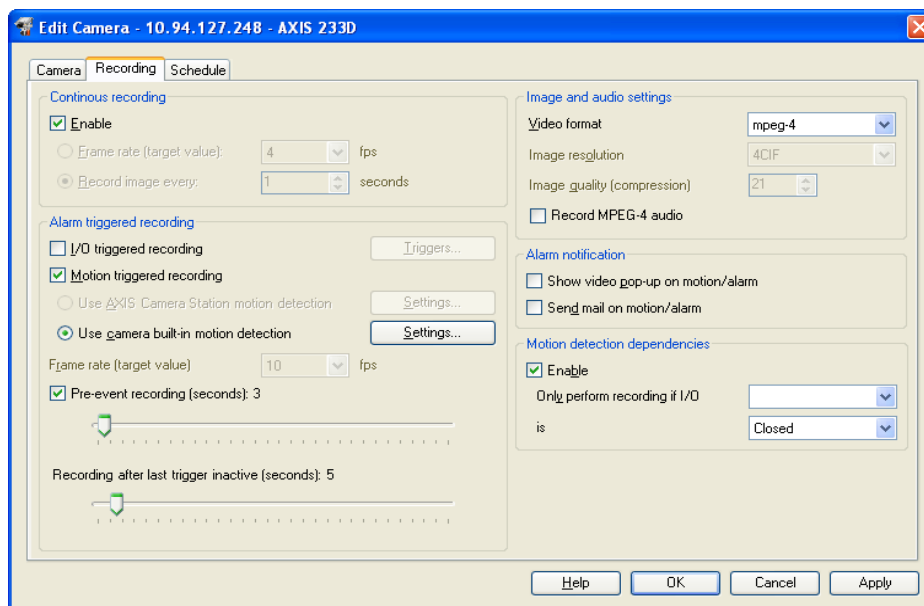 Edit Camera - 10.94.127.248 - AXIS 233D
Camera Recording Schedule
Continous recording
Enable
Frame rate (target value): 4 fps
Record image every: 1 seconds
Alarm triggered recording
I/O triggered recording Triggers...
Motion triggered recording
Use AXIS Camera Station motion detection Settings...
Use camera built-in motion detection Settings...
Frame rate (target value) 10 fps
Pre-event recording (seconds): 3
Recording after last trigger inactive (seconds): 5
Image and audio settings
Video format mpeg-4
Image resolution 4CIF
Image quality (compression) 21
Record MPEG-4 audio
Alarm notification
Show video pop-up on motion/alarm
Send mail on motion/alarm
Motion detection dependencies
Enable
Only perform recording if I/O
is Closed
Help OK Cancel Apply